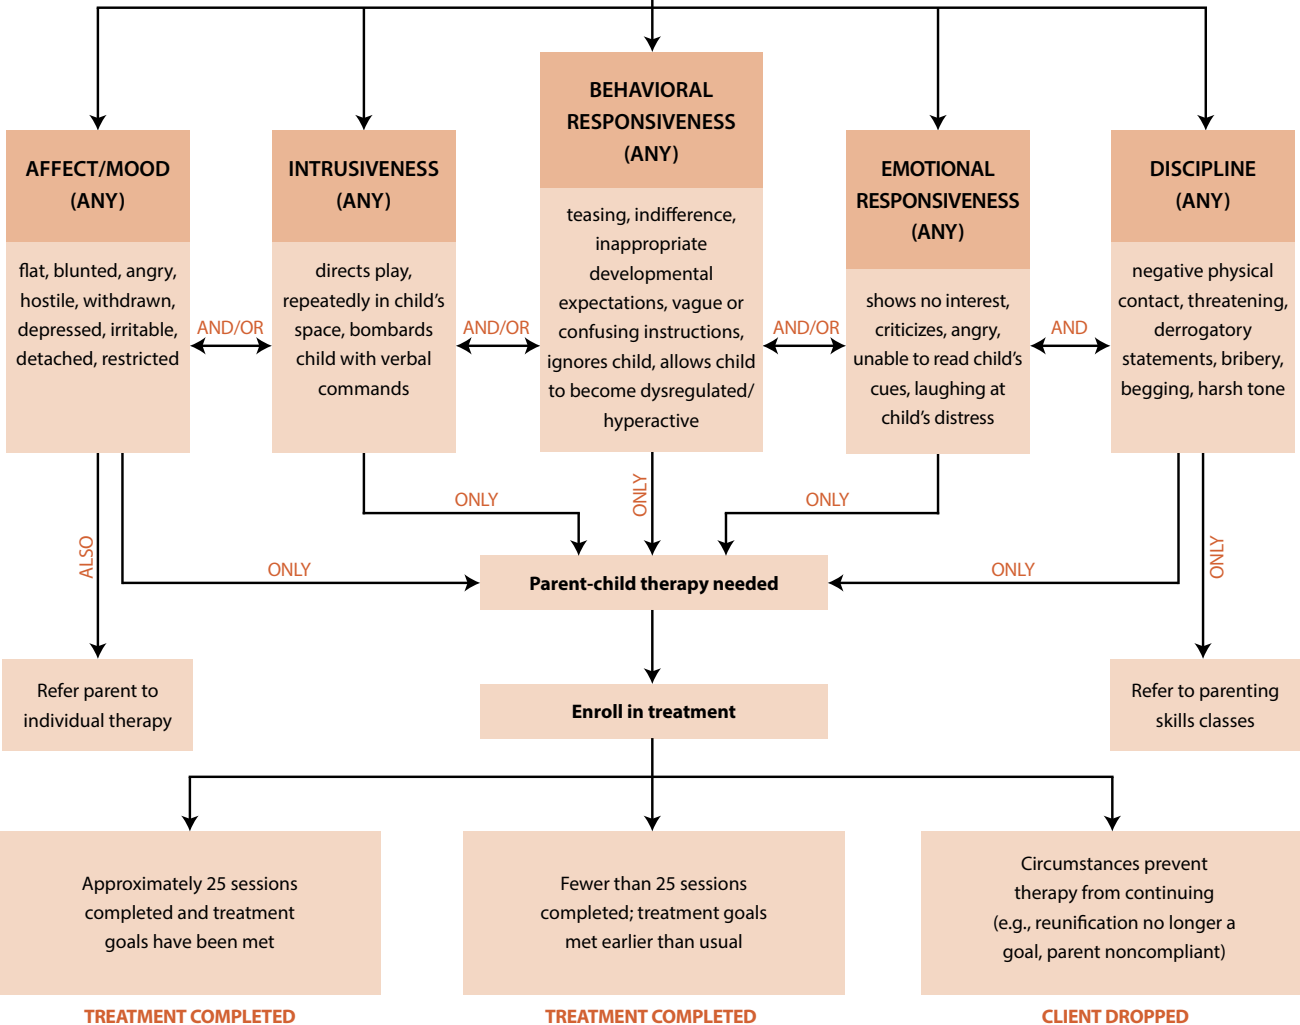 BEHAVIORAL
RESPONSIVENESS
(ANY)
teasing, indifference,
inappropriate
developmental
expectations, vague or
confusing instructions,
ignores child, allows child
to become dysregulated/
hyperactive
AFFECT/MOOD
(ANY)
flat, blunted, angry,
hostile, withdrawn,
depressed, irritable,
detached, restricted
AND/OR
INTRUSIVENESS
(ANY)
directs play,
repeatedly in child’s
space, bombards
child with verbal
commands
AND/OR
AND/OR
EMOTIONAL
RESPONSIVENESS
(ANY)
shows no interest,
criticizes, angry,
unable to read child’s
cues, laughing at
child’s distress
AND
DISCIPLINE
(ANY)
negative physical
contact, threatening,
derrogatory
statements, bribery,
begging, harsh tone
ALSO
ONLY
ONLY
ONLY
ONLY
ONLY
ONLY
Parent-child therapy needed
Refer parent to
individual therapy
Enroll in treatment
Refer to parenting
skills classes
Approximately 25 sessions
completed and treatment
goals have been met
TREATMENT COMPLETED
Fewer than 25 sessions
completed; treatment goals
met earlier than usual
TREATMENT COMPLETED
Circumstances prevent
therapy from continuing
(e.g., reunification no longer a
goal, parent noncompliant)
CLIENT DROPPED